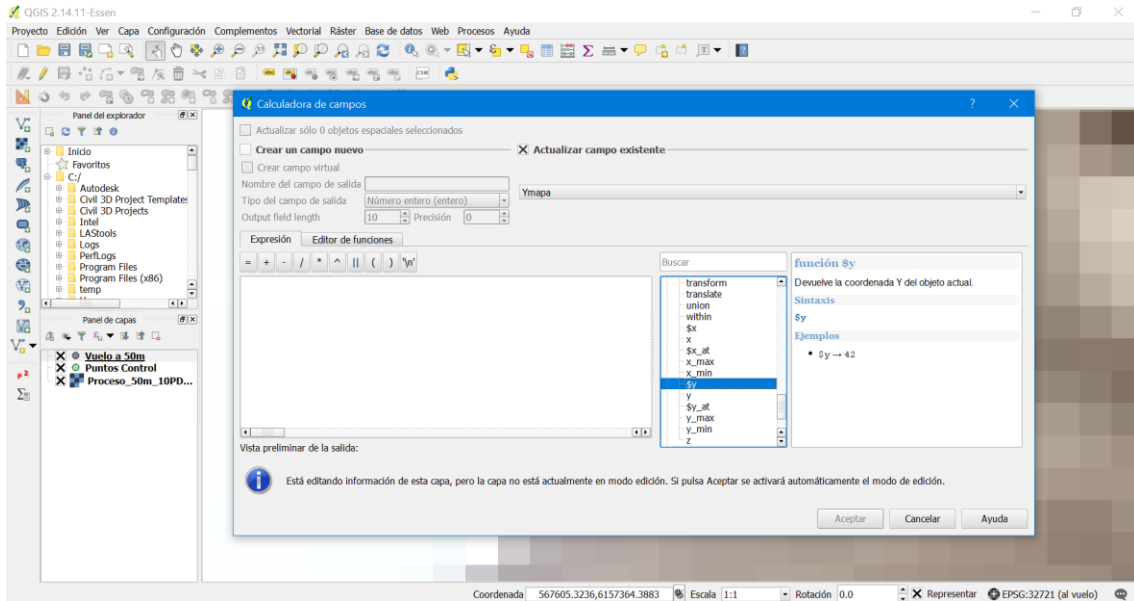 QGIS 2.14.11-Essen
Proyecto Edición Ver Capa Configuración Complementos Vectorial Ráster Base de datos Web Procesos Ayuda
Panel del explorador
Inicio
Favoritos
C:/
Autodesk
Civil 3D Project Templates
Civil 3D Projects
Intel
LAStools
Logs
PerfLogs
Program Files
Program Files (x86)
temp
Panel de capas
Vuelo a 50m
Puntos Control
Proceso_50m_10PD...
Calculadora de campos
Actualizar sólo 0 objetos espaciales seleccionados
Crear un campo nuevo
Actualizar campo existente
Crear campo virtual
Nombre del campo de salida
Tipo del campo de salida Número entero (entero)
Output field length 10 Precisión 0
Ymapa
Expresión Editor de funciones
= + - / * ^ || ( ) '\n'
Buscar
transform
translate
union
within
$x
x
$x_at
x_max
x_min
$y
y
$y_at
y_max
y_min
z
función $y
Devuelve la coordenada Y del objeto actual.
Sintaxis
$y
Ejemplos
$y → 42
Vista preliminar de la salida:
Está editando información de esta capa, pero la capa no está actualmente en modo edición. Si pulsa Aceptar se activará automáticamente el modo de edición.
Aceptar Cancelar Ayuda
Coordenada 567605.3236,6157364.3883 Escala 1:1 Rotación 0.0 Representar EPSG:32721 (al vuelo)